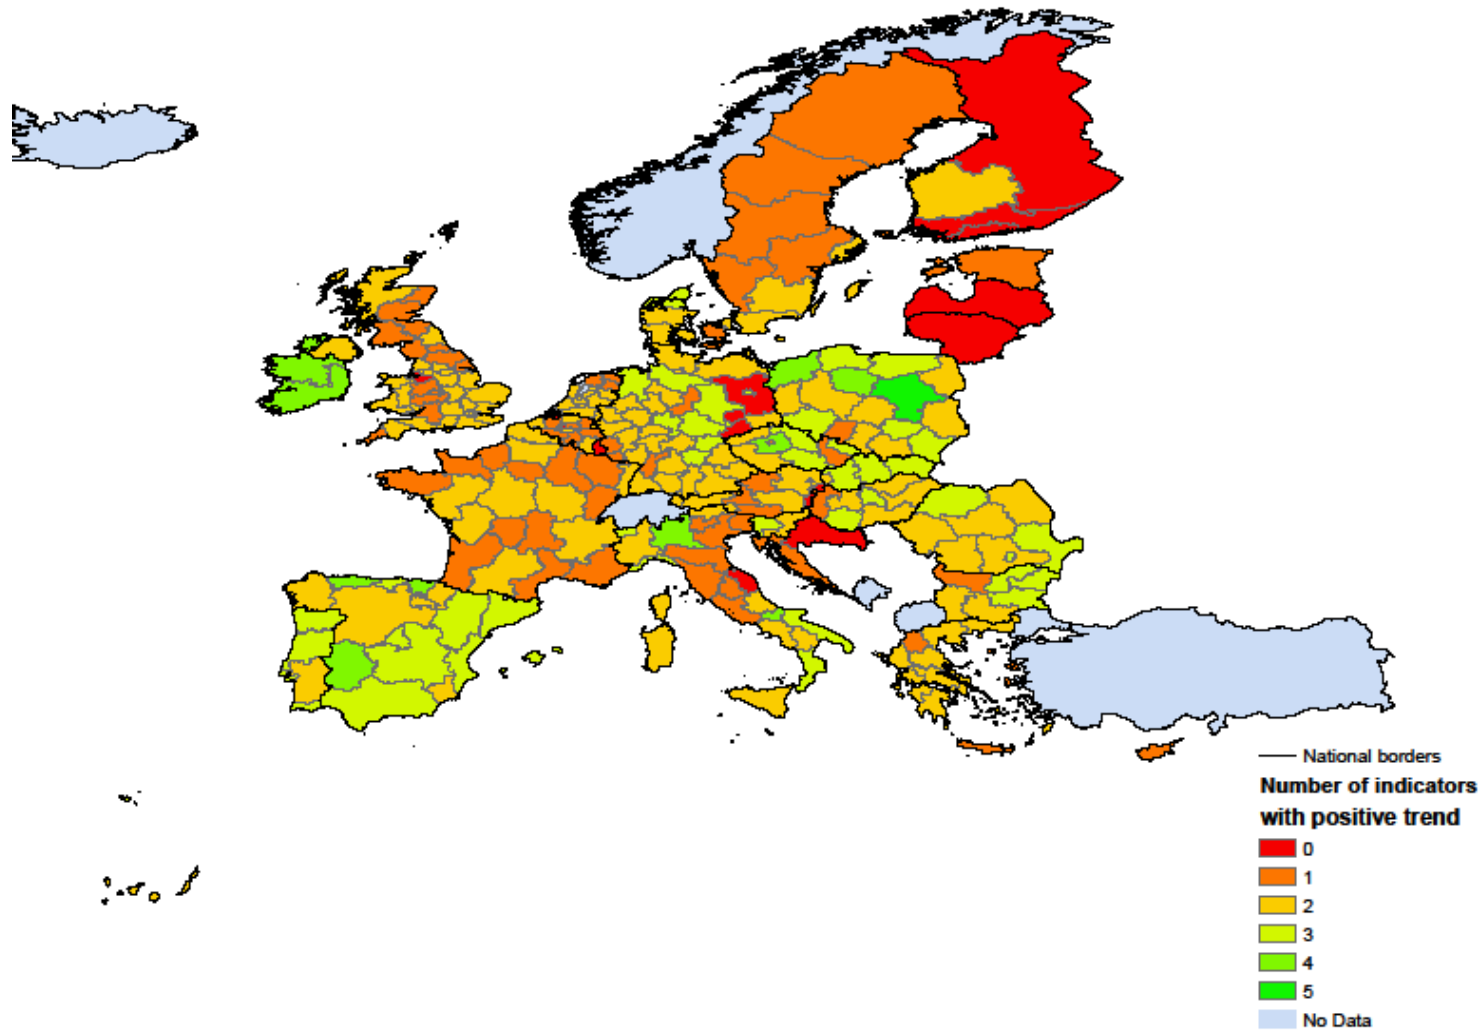 National borders
Number of indicators
with positive trend
0
1
2
3
4
5
No Data